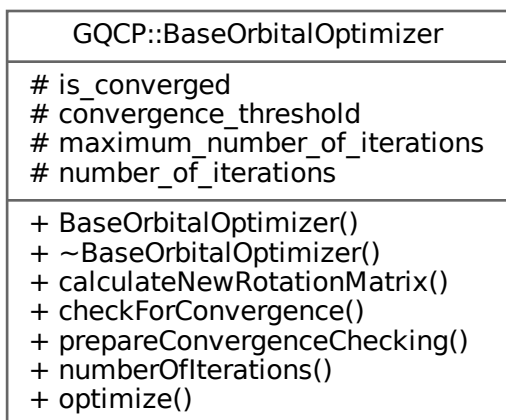 GQCP::BaseOrbitalOptimizer
# is_converged
# convergence_threshold
# maximum_number_of_iterations
# number_of_iterations
+ BaseOrbitalOptimizer()
+ ~BaseOrbitalOptimizer()
+ calculateNewRotationMatrix()
+ checkForConvergence()
+ prepareConvergenceChecking()
+ numberOfIterations()
+ optimize()